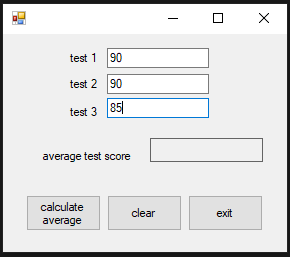 test 1 90
test 2 90
test 3 85
average test score
calculate
average clear exit